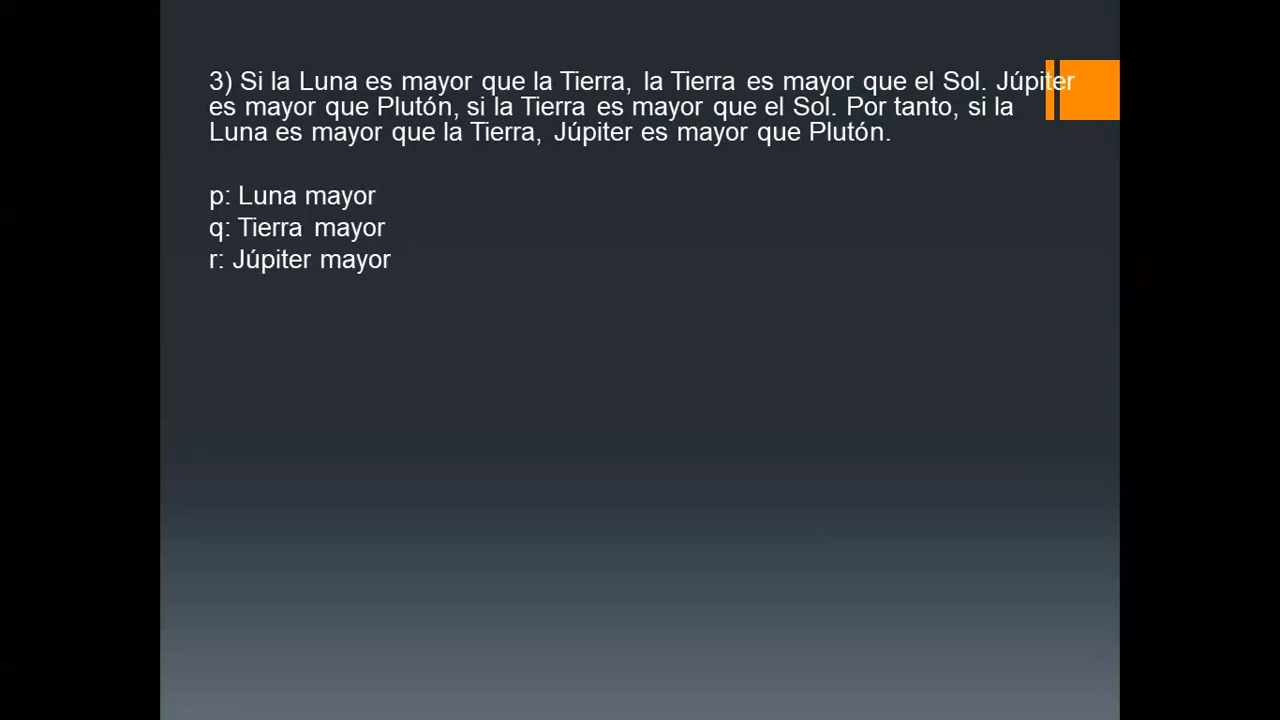 3) Si la Luna es mayor que la Tierra, la Tierra es mayor que el Sol. Júpiter
es mayor que Plutón, si la Tierra es mayor que el Sol. Por tanto, si la
Luna es mayor que la Tierra, Júpiter es mayor que Plutón.
p: Luna mayor
q: Tierra mayor
r: Júpiter mayor